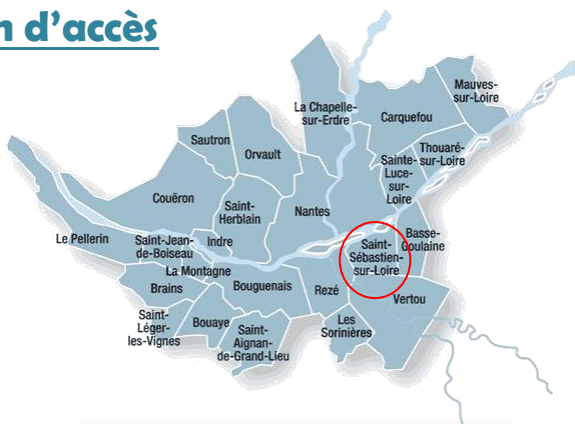 n d'accès
Mauves-
sur-Loire
La Chapelle-
sur-Erdre
Carquefou
Sautron
Orvault
Thouaré-
sur-Loire
Sainte-
Luce-
sur-
Loire
Couëron
Saint-
Herblain
Nantes
Basse-
Goulaine
Le Pellerin
Saint-Jean-
de-Boiseau
Indre
Saint-
Sébastien-
sur-Loire
La Montagne
Brains
Bouguenais
Rezé
Vertou
Saint-
Léger-
les-Vignes
Bouaye
Saint-
Aignan-
de-Grand-Lieu
Les
Sorinières